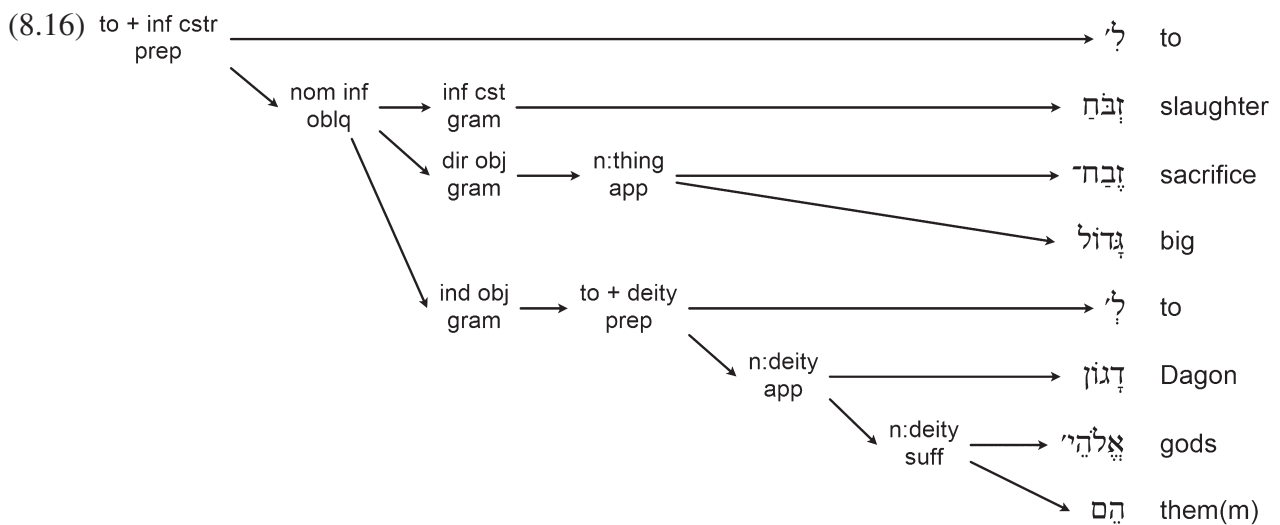 (8.16) to + inf cstr
prep
לִ׳ to
nom inf
oblq
inf cst
gram
זְבֹּחַ slaughter
dir obj
gram
n:thing
app
זֶבַח־ sacrifice
גָּדוֹל big
ind obj
gram
to + deity
prep
לְ׳ to
n:deity
app
דָגוֹן Dagon
n:deity
suff
אֱלֹהֵי׳ gods
הֵם them(m)